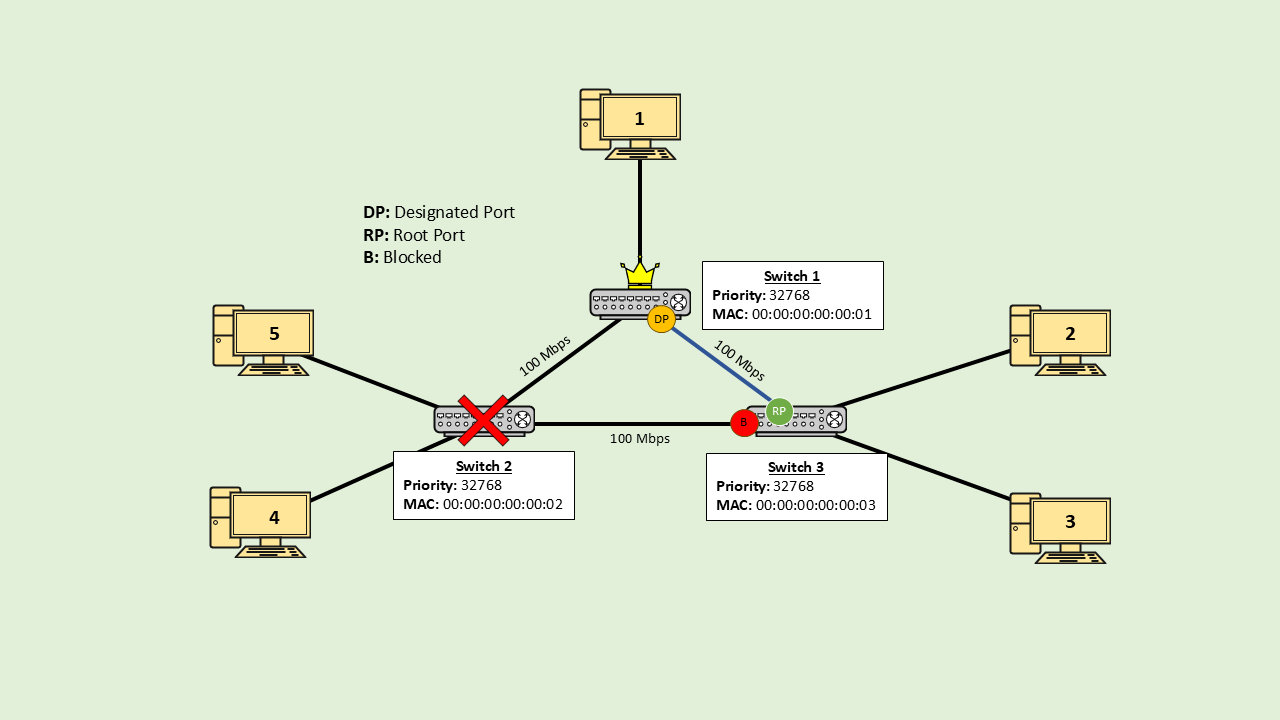 1
DP: Designated Port
RP: Root Port
B: Blocked
Switch 1
Priority: 32768
MAC: 00:00:00:00:00:01
DP
100 Mbps
100 Mbps
5
2
RP
B
100 Mbps
Switch 2
Priority: 32768
MAC: 00:00:00:00:00:02
Switch 3
Priority: 32768
MAC: 00:00:00:00:00:03
4
3